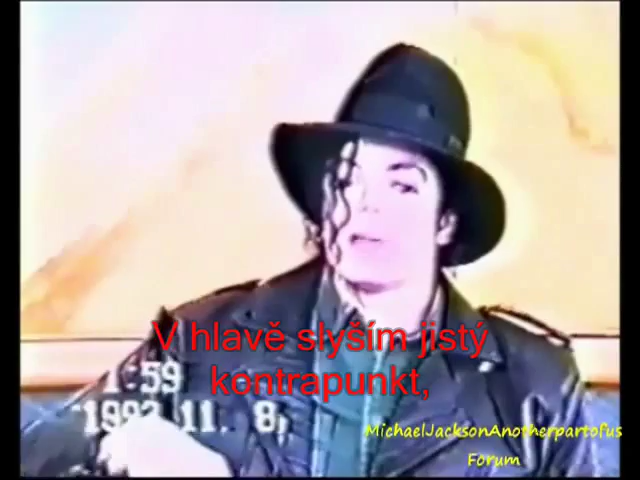 V hlavě slyším jistý
kontrapunkt,
1:59
1993.11. 8.
MichaelJacksonAnotherpartofus
Forum